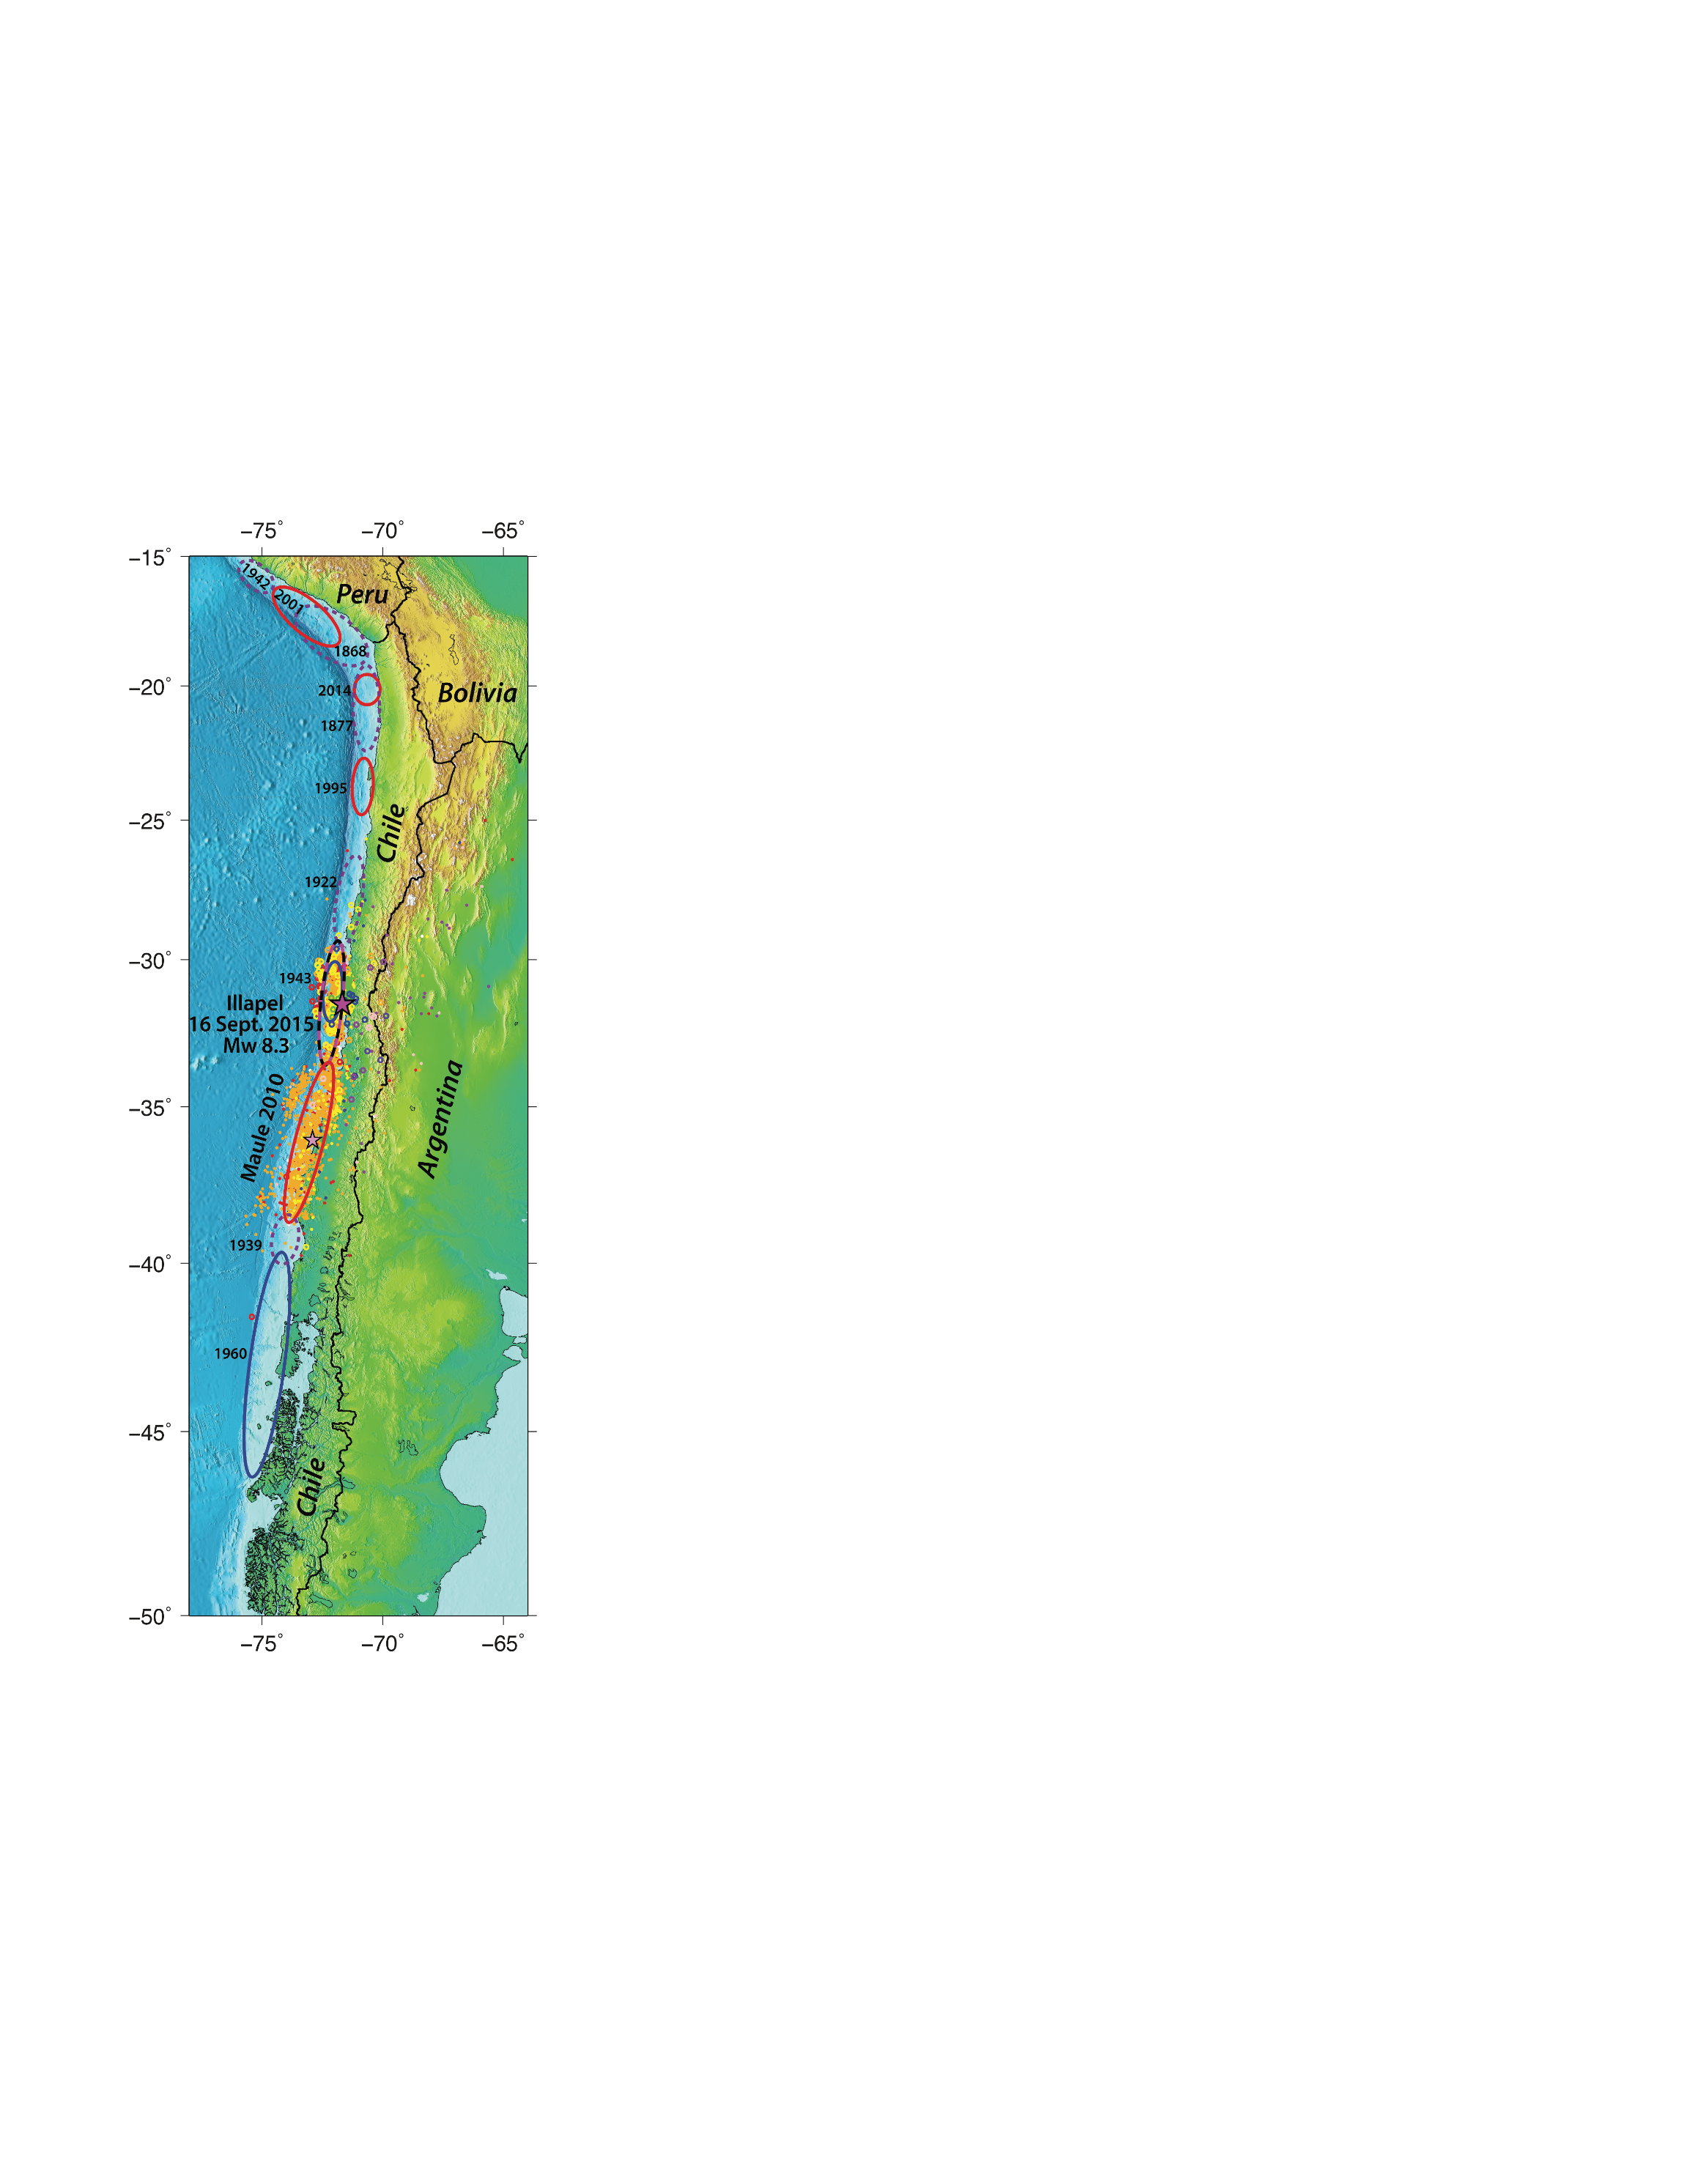 −75° −70° −65°
−15°
1942
2001
Peru
1868
−20°
2014
Bolivia
1877
1995
−25°
Chile
1922
−30°
1943
Illapel
16 Sept. 2015
Mw 8.3
Maule 2010
−35°
Argentina
1939
−40°
1960
−45°
Chile
−50°
−75° −70° −65°